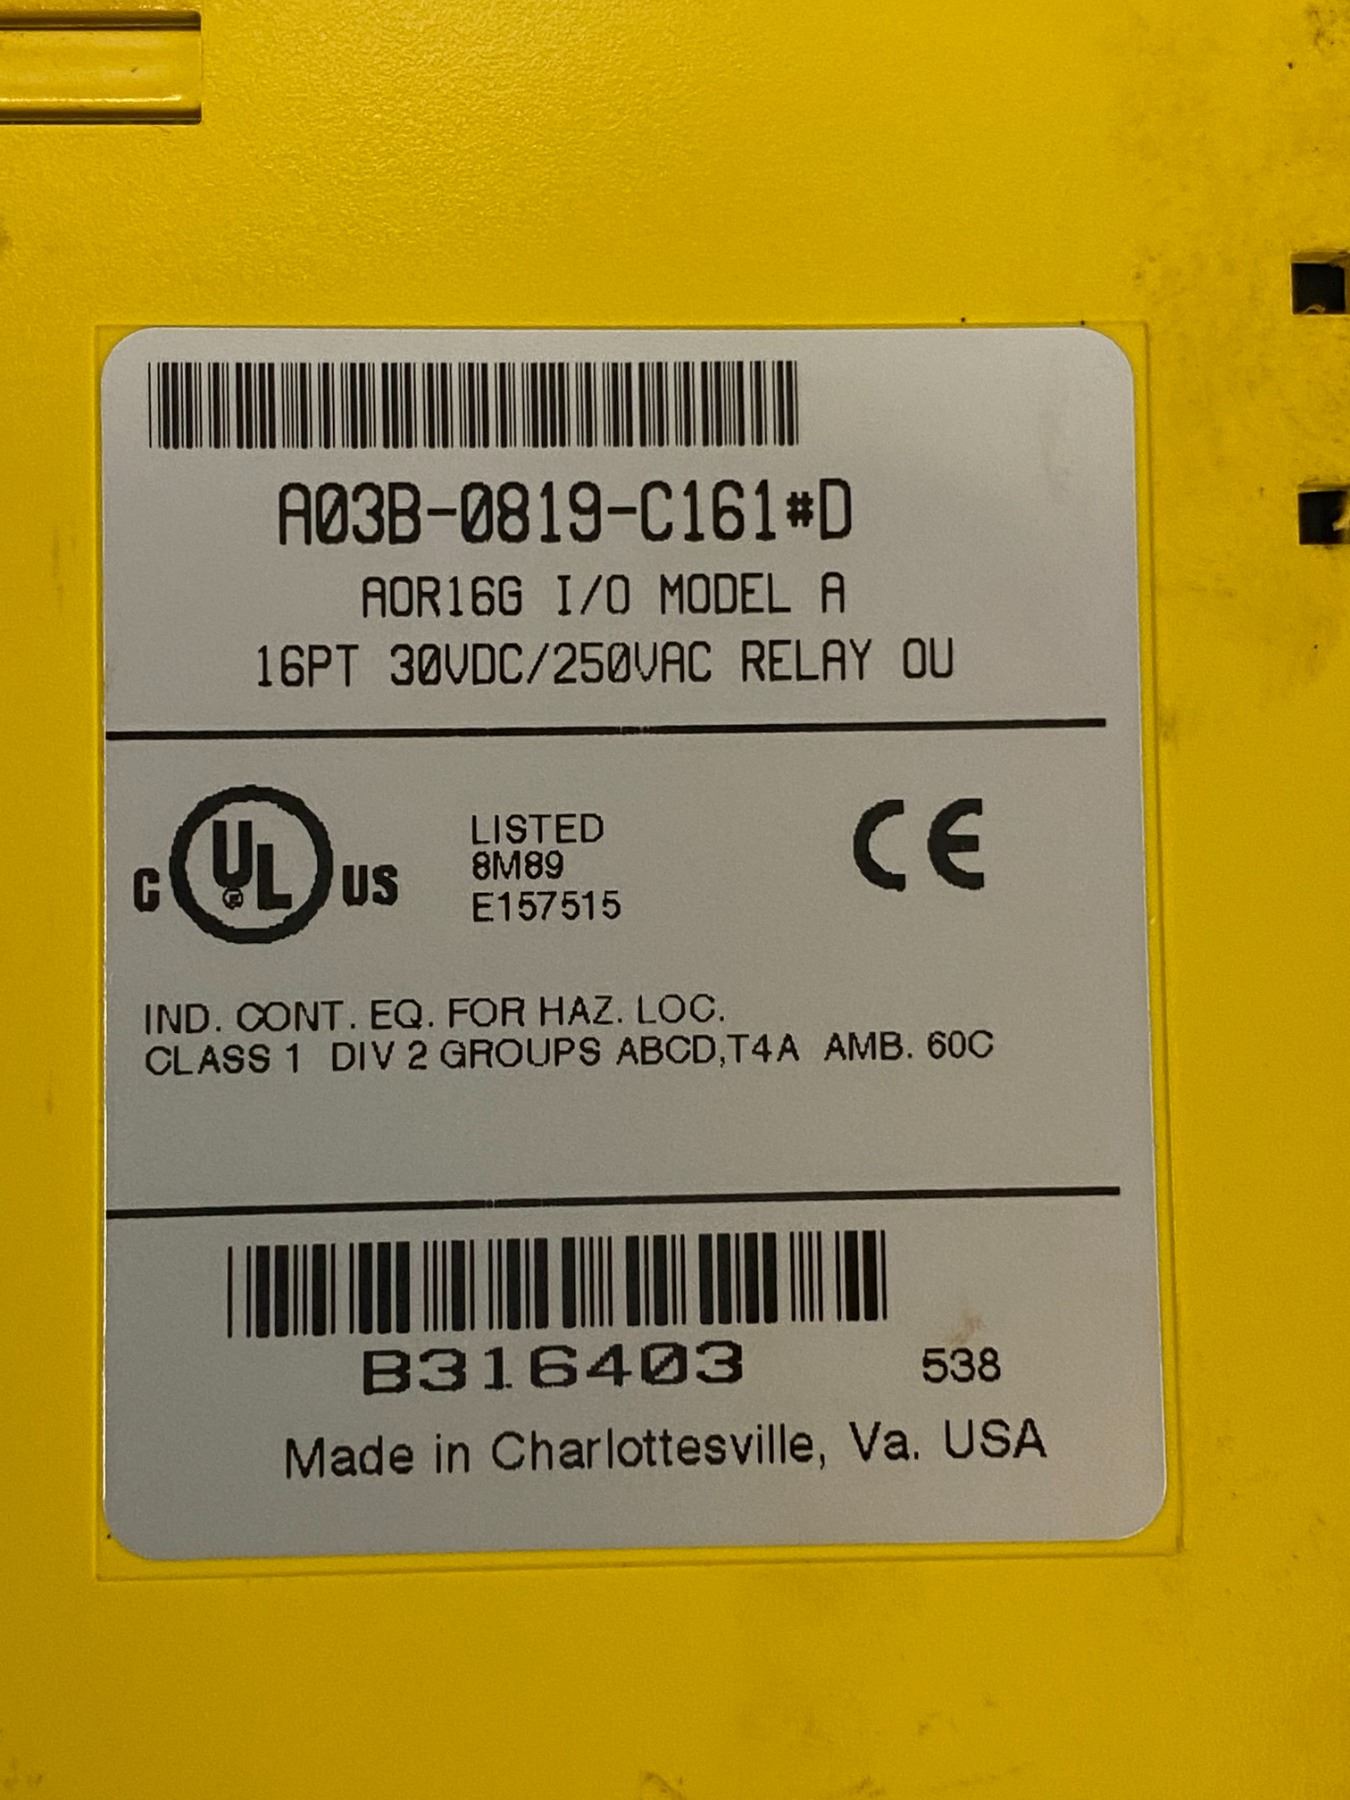 A03B-0819-C161#D
AOR16G I/O MODEL A
16PT 30VDC/250VAC RELAY OU
C UL® US
LISTED
8M89
E157515
CE
IND. CONT. EQ. FOR HAZ. LOC.
CLASS 1 DIV 2 GROUPS ABCD,T4A AMB. 60C
B316403 538
Made in Charlottesville, Va. USA